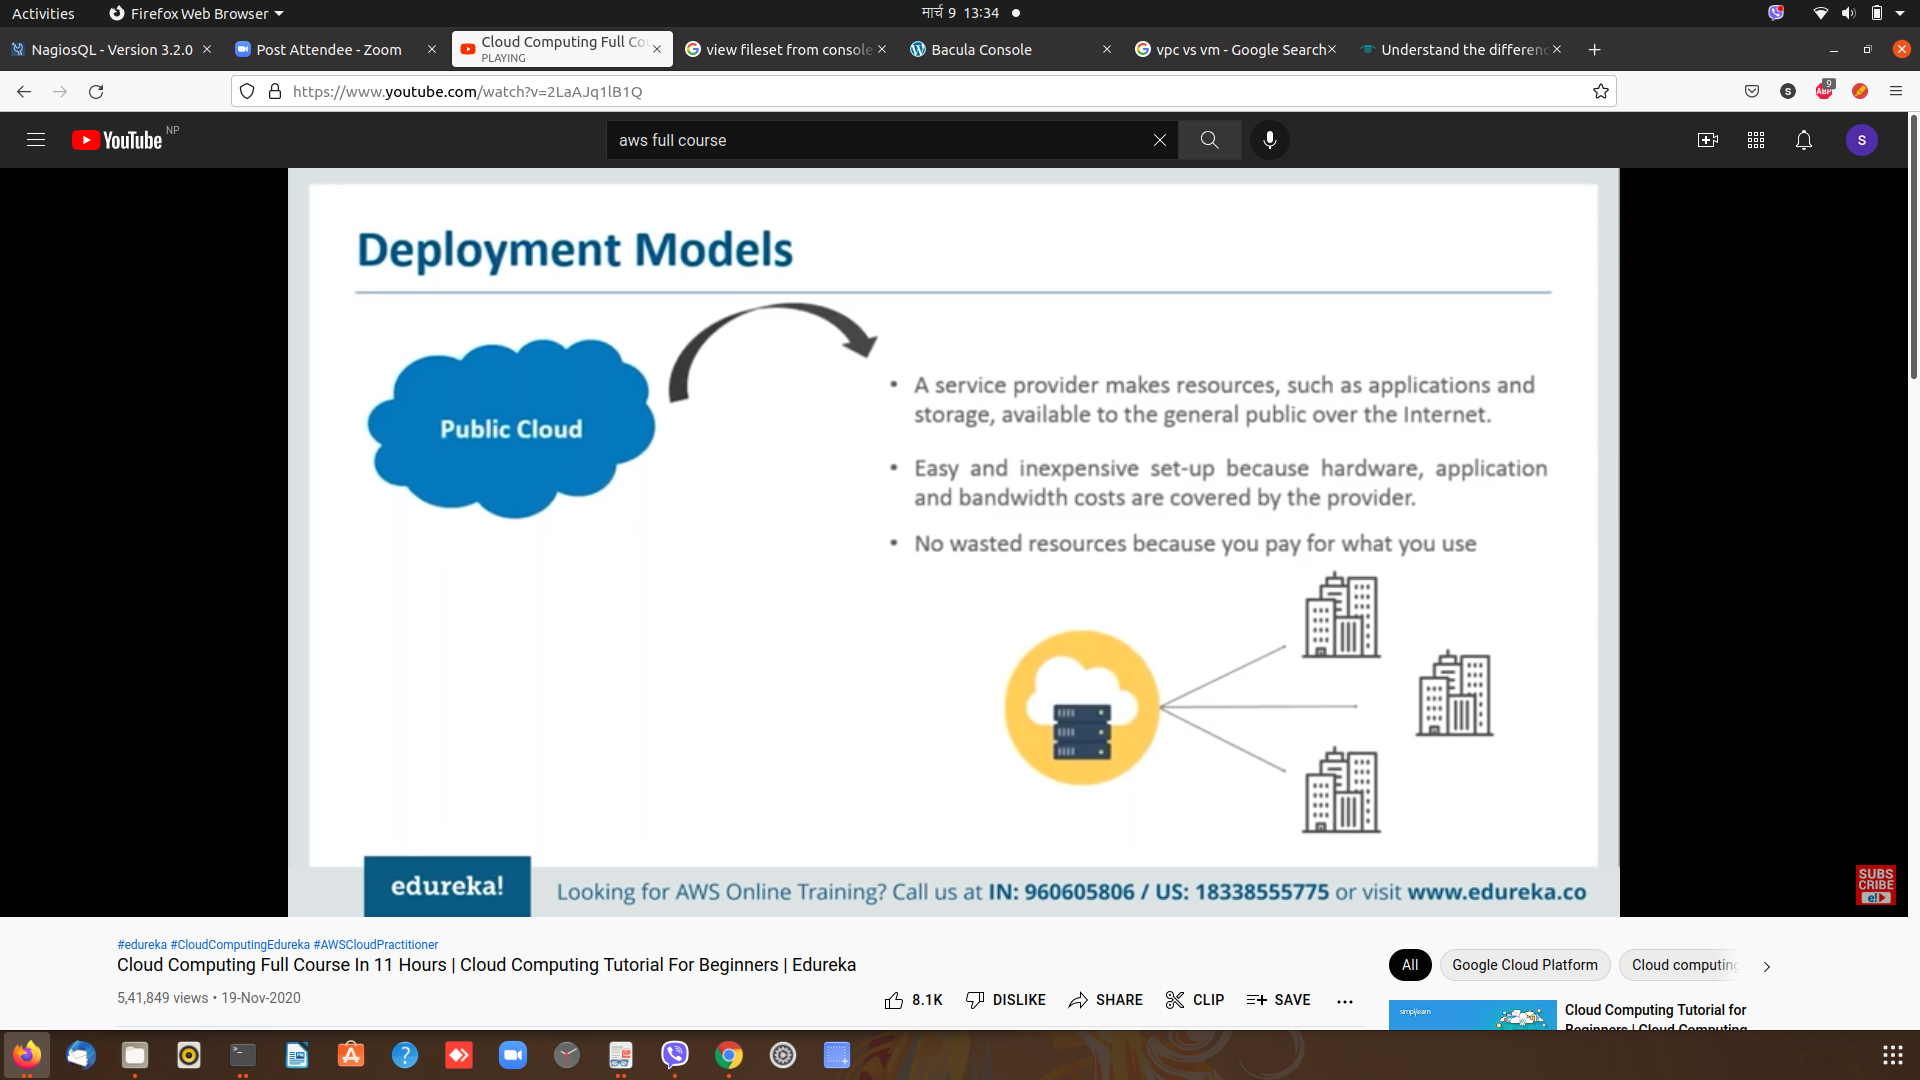 Activities
Firefox Web Browser
मार्च 9 13:34
NagiosQL - Version 3.2.0
Post Attendee - Zoom
Cloud Computing Full Co
PLAYING
view fileset from console
Bacula Console
vpc vs vm - Google Search
Understand the differenc
https://www.youtube.com/watch?v=2LaAJq1lB1Q
S
ABP
9
YouTube NP
aws full course
S
Deployment Models
Public Cloud
• A service provider makes resources, such as applications and
storage, available to the general public over the Internet.
• Easy and inexpensive set-up because hardware, application
and bandwidth costs are covered by the provider.
• No wasted resources because you pay for what you use
edureka!
Looking for AWS Online Training? Call us at IN: 960605806 / US: 18338555775 or visit www.edureka.co
SUBS
CRIBE
e!
#edureka #CloudComputingEdureka #AWSCloudPractitioner
Cloud Computing Full Course In 11 Hours | Cloud Computing Tutorial For Beginners | Edureka
5,41,849 views • 19-Nov-2020
8.1K
DISLIKE
SHARE
CLIP
SAVE
All
Google Cloud Platform
Cloud computing
simplilearn
Cloud Computing Tutorial for
Beginners | Cloud Computing